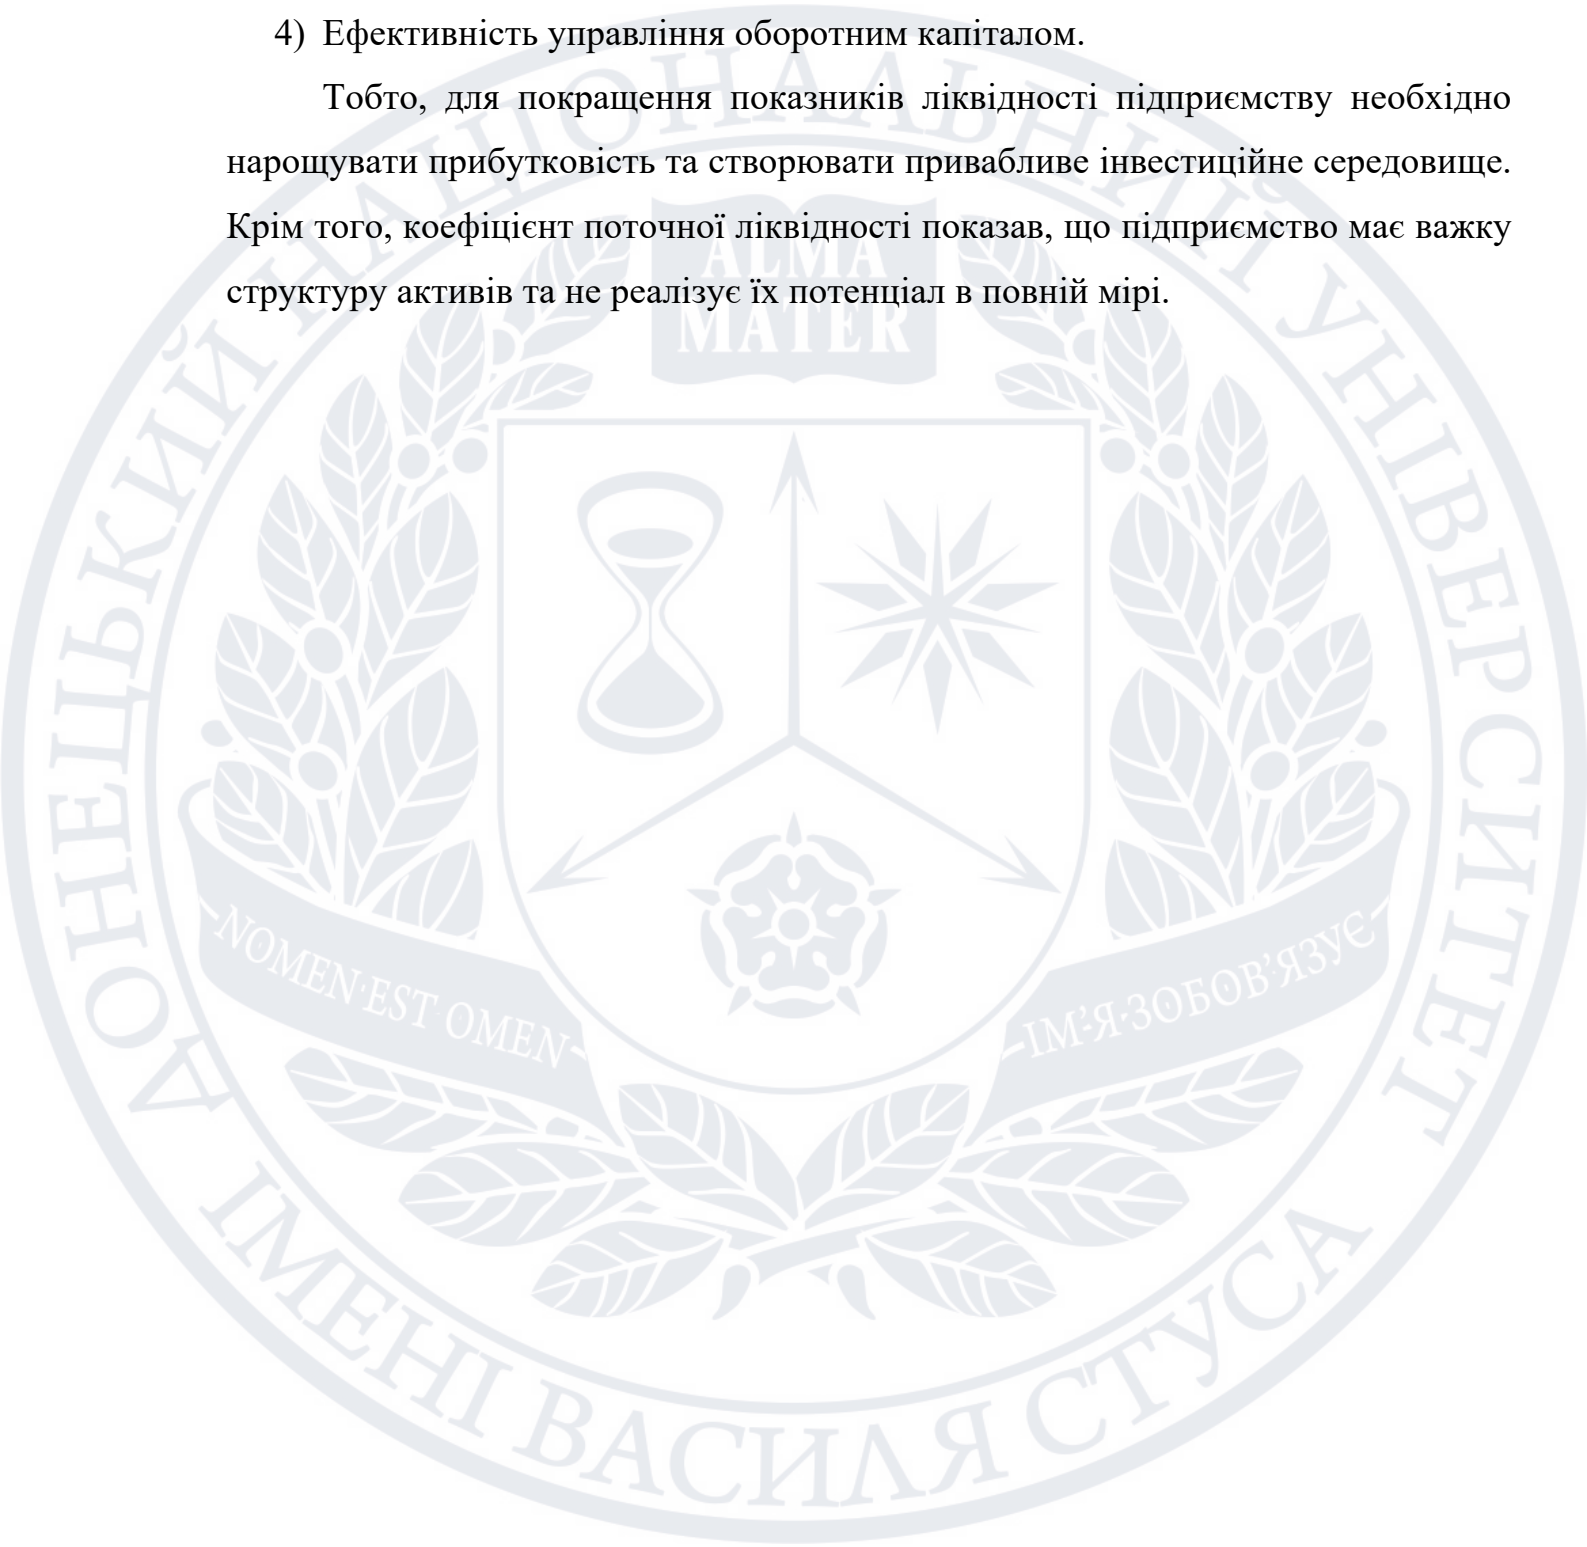 4) Ефективність управління оборотним капіталом.
Тобто, для покращення показників ліквідності підприємству необхідно
нарощувати прибутковість та створювати привабливе інвестиційне середовище.
Крім того, коефіцієнт поточної ліквідності показав, що підприємство має важку
структуру активів та не реалізує їх потенціал в повній мірі.
ДОНЕЦЬКИЙ НАЦІОНАЛЬНИЙ УНІВЕРСИТЕТ
ALMA
MATER
NOMEN·EST·OMEN
ІМ'Я·ЗОБОВ'ЯЗУЄ
ІМЕНІ ВАСИЛЯ СТУСА